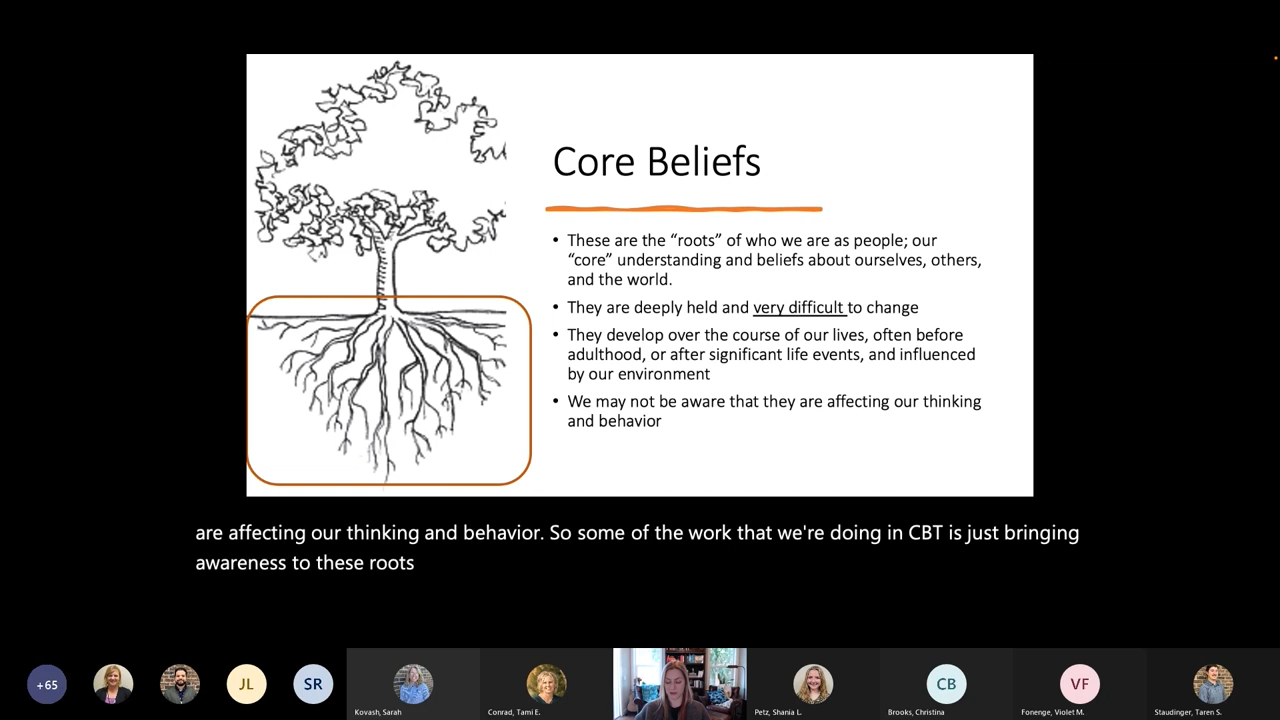 Core Beliefs
• These are the “roots” of who we are as people; our
“core” understanding and beliefs about ourselves, others,
and the world.
• They are deeply held and very difficult to change
• They develop over the course of our lives, often before
adulthood, or after significant life events, and influenced
by our environment
• We may not be aware that they are affecting our thinking
and behavior
are affecting our thinking and behavior. So some of the work that we're doing in CBT is just bringing
awareness to these roots
+65
JL
SR
CB
VF
Kovash, Sarah
Conrad, Tami E.
Petz, Shania L.
Brooks, Christina
Fonenge, Violet M.
Staudinger, Taren S.